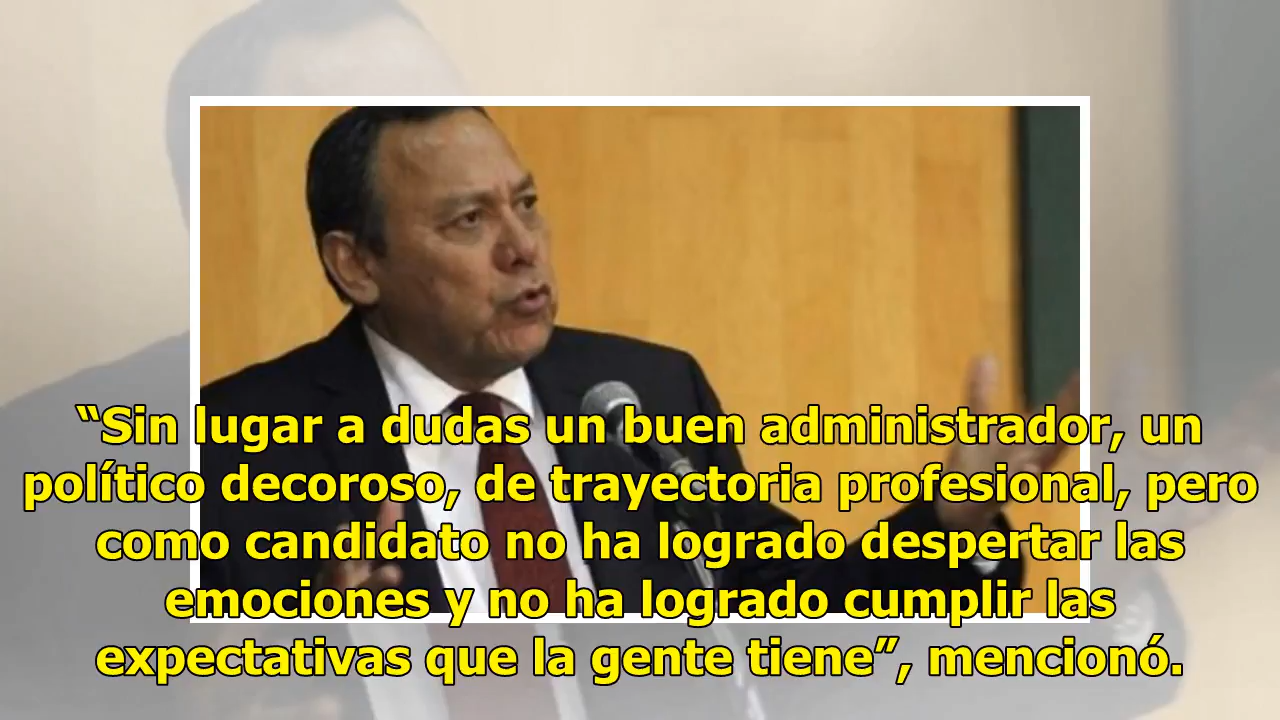 “Sin lugar a dudas un buen administrador, un
político decoroso, de trayectoria profesional, pero
como candidato no ha logrado despertar las
emociones y no ha logrado cumplir las
expectativas que la gente tiene”, mencionó.